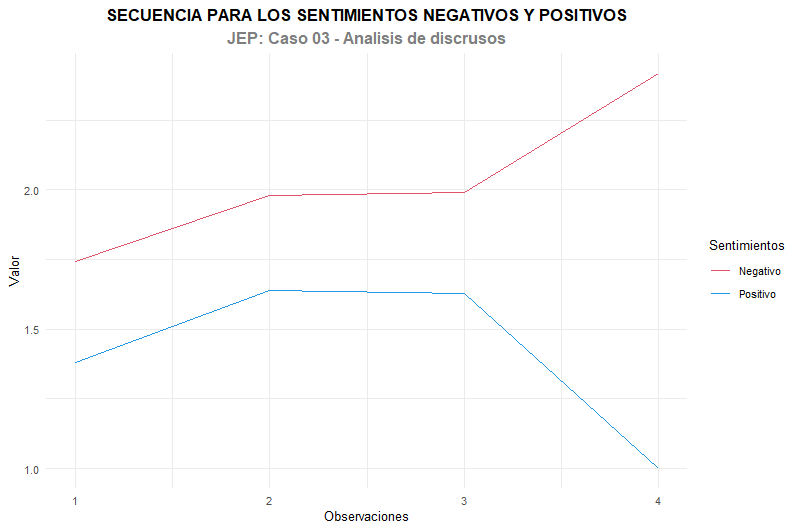 SECUENCIA PARA LOS SENTIMIENTOS NEGATIVOS Y POSITIVOS
JEP: Caso 03 - Analisis de discrusos
2.0
1.5
1.0
Valor
1 2 3 4
Observaciones
Sentimientos
Negativo
Positivo